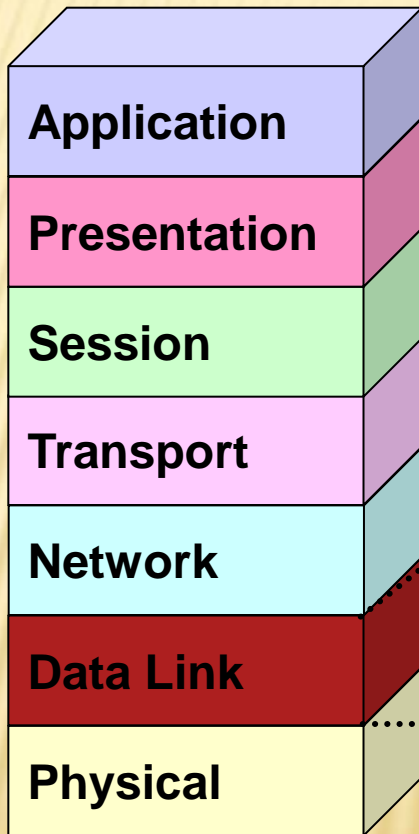 Application
Presentation
Session
Transport
Network
Data Link
Physical